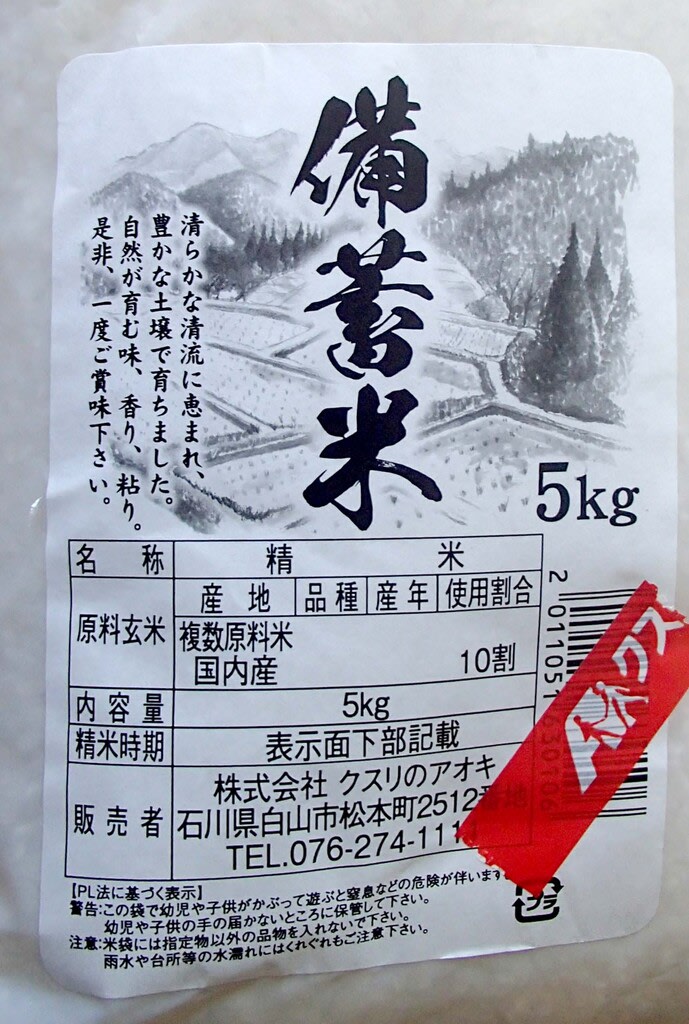 備蓄米
清らかな清流に恵まれ、
豊かな土壌で育ちました。
自然が育む味、香り、粘り。
是非、一度ご賞味下さい。
5kg
名称 精米
原料玄米 産地 品種 産年 使用割合
複数原料米
国内産 10割
内容量 5kg
精米時期 表示面下部記載
販売者 株式会社 クスリのアオキ
石川県白山市松本町2512番地
TEL.076-274-111
2 011051 630106
クス
【PL法に基づく表示】
警告:この袋で幼児や子供がかぶって遊ぶと窒息などの危険が伴います
幼児や子供の手の届かないところに保管して下さい。
注意:米袋には指定物以外の品物を入れないで下さい。
雨水や台所等の水濡れにはくれぐれもご注意下さい。
プラ